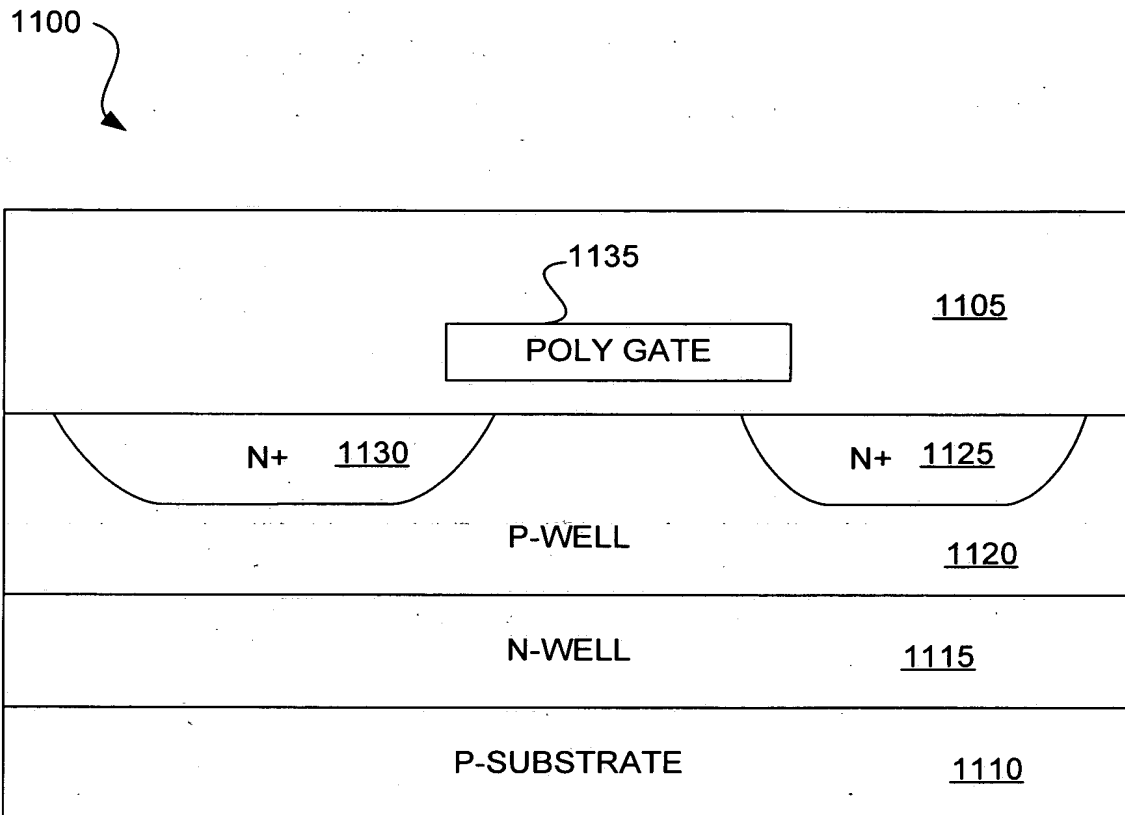 1100
1135
1105
POLY GATE
N+ 1130
N+ 1125
P-WELL
1120
N-WELL
1115
P-SUBSTRATE
1110